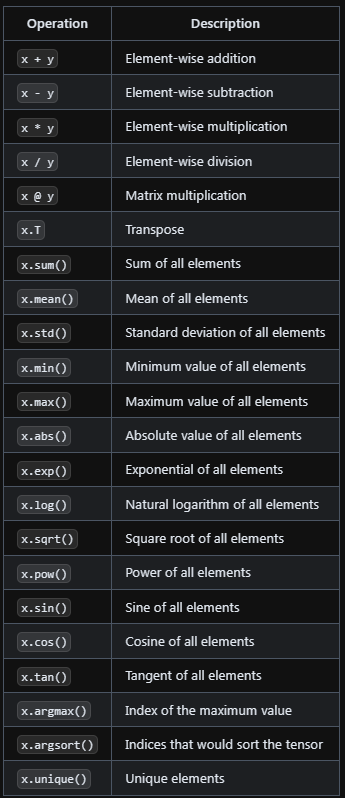 Operation Description
x + y Element-wise addition
x - y Element-wise subtraction
x * y Element-wise multiplication
x / y Element-wise division
x @ y Matrix multiplication
x.T Transpose
x.sum() Sum of all elements
x.mean() Mean of all elements
x.std() Standard deviation of all elements
x.min() Minimum value of all elements
x.max() Maximum value of all elements
x.abs() Absolute value of all elements
x.exp() Exponential of all elements
x.log() Natural logarithm of all elements
x.sqrt() Square root of all elements
x.pow() Power of all elements
x.sin() Sine of all elements
x.cos() Cosine of all elements
x.tan() Tangent of all elements
x.argmax() Index of the maximum value
x.argsort() Indices that would sort the tensor
x.unique() Unique elements